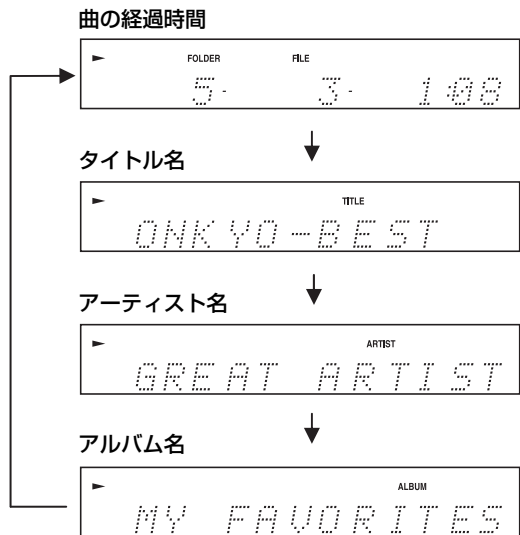 曲の経過時間
FOLDER FILE
5- 3- 1:08
タイトル名
TITLE
ONKYO-BEST
アーティスト名
ARTIST
GREAT ARTIST
アルバム名
ALBUM
MY FAVORITES